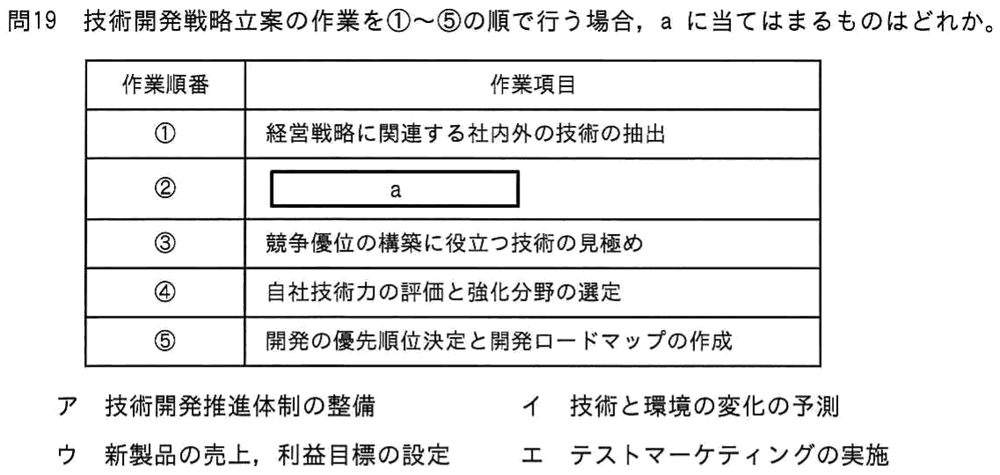 問19 技術開発戦略立案の作業を①～⑤の順で行う場合，a に当てはまるものはどれか。
作業順番 作業項目
① 経営戦略に関連する社内外の技術の抽出
② a
③ 競争優位の構築に役立つ技術の見極め
④ 自社技術力の評価と強化分野の選定
⑤ 開発の優先順位決定と開発ロードマップの作成
ア 技術開発推進体制の整備 イ 技術と環境の変化の予測
ウ 新製品の売上，利益目標の設定 エ テストマーケティングの実施